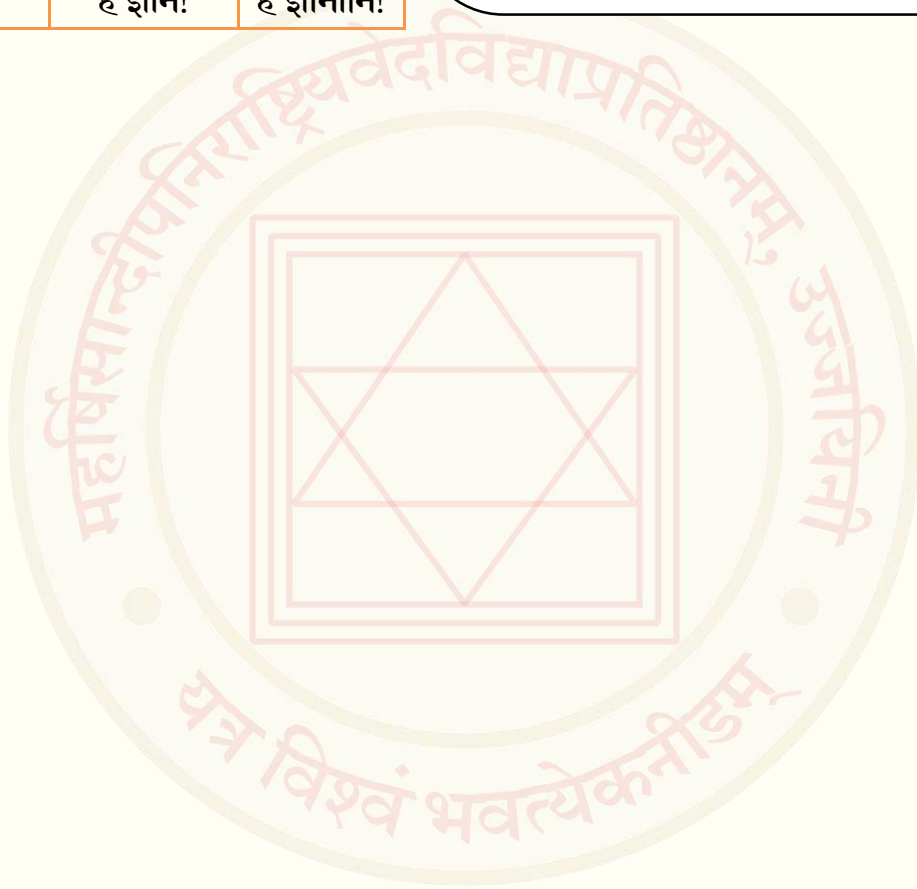 हे ज्ञाने! हे ज्ञानानि!
महर्षिसान्दीपनिराष्ट्रियवेदविद्याप्रतिष्ठानम्, उज्जयिनी
यत्र विश्वं भवत्येकनीडम्